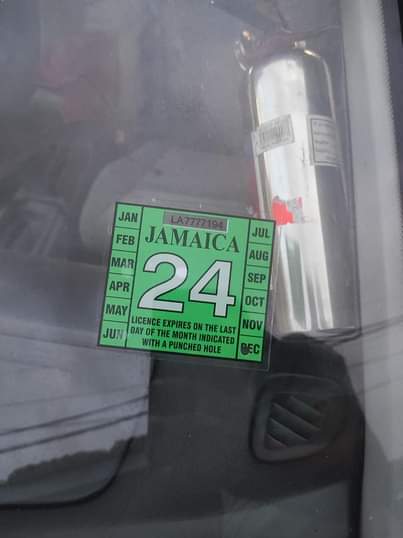 LA7777194
JAMAICA
24
JAN
FEB
MAR
APR
MAY
JUN
JUL
AUG
SEP
OCT
NOV
DEC
LICENCE EXPIRES ON THE LAST
DAY OF THE MONTH INDICATED
WITH A PUNCHED HOLE